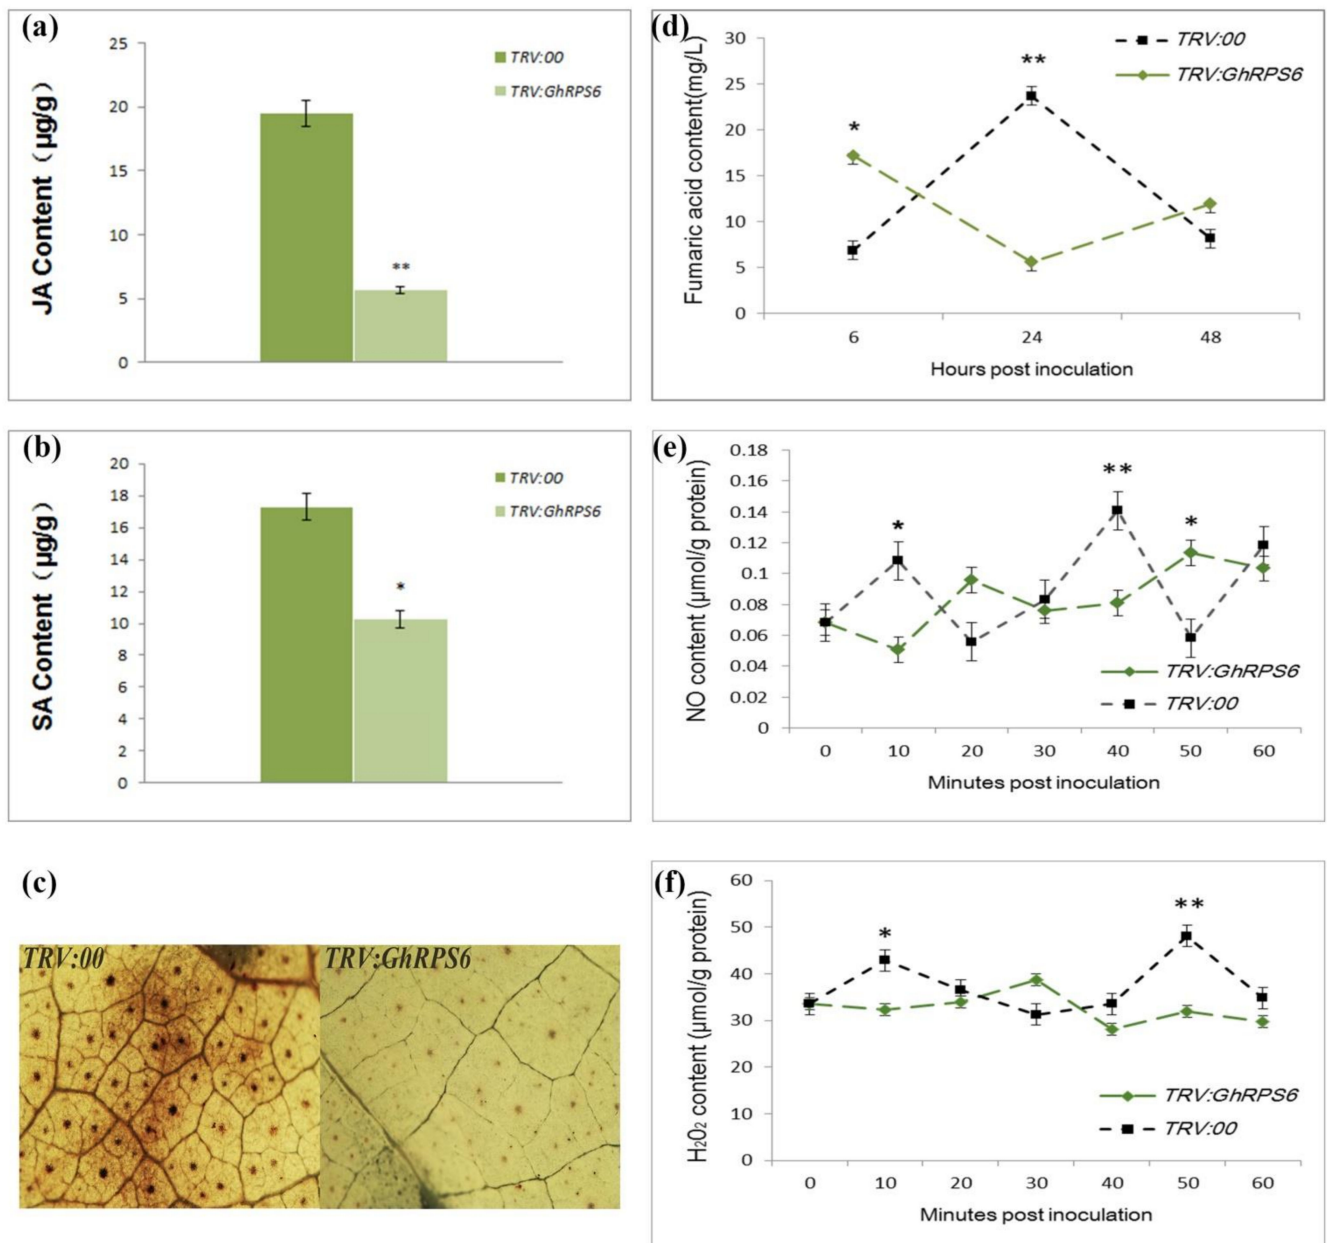 (a)
JA Content (μg/g)
25
20
15
10
5
0
TRV:00
TRV:GhRPS6
**
(b)
SA Content (μg/g)
20
18
16
14
12
10
8
6
4
2
0
TRV:00
TRV:GhRPS6
*
(c)
TRV:00
TRV:GhRPS6
(d)
Fumaric acid content(mg/L)
30
25
20
15
10
5
0
TRV:00
TRV:GhRPS6
*
**
6 24 48
Hours post inoculation
(e)
NO content (μmol/g protein)
0.18
0.16
0.14
0.12
0.1
0.08
0.06
0.04
0.02
0
*
**
*
TRV:GhRPS6
TRV:00
0 10 20 30 40 50 60
Minutes post inoculation
(f)
H₂O₂ content (μmol/g protein)
60
50
40
30
20
10
0
*
**
TRV:GhRPS6
TRV:00
0 10 20 30 40 50 60
Minutes post inoculation